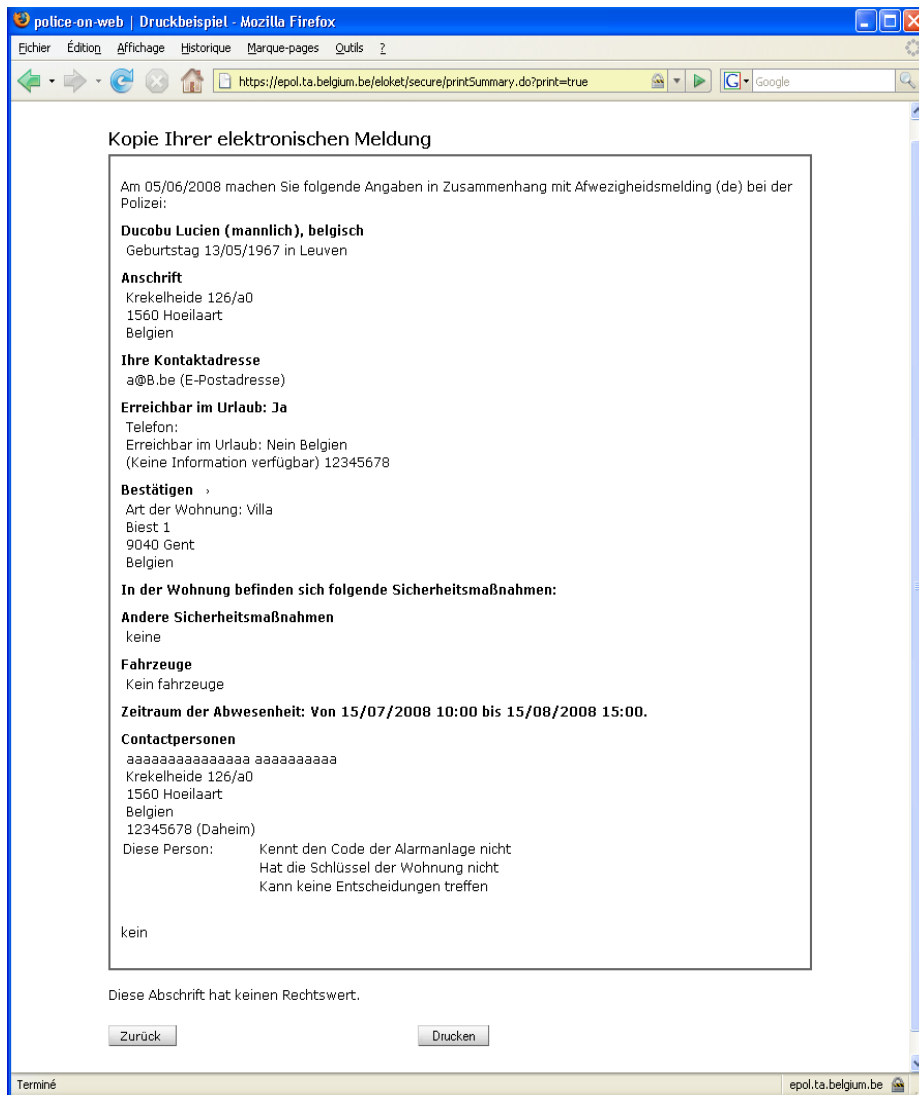 police-on-web | Druckbeispiel - Mozilla Firefox
Fichier Édition Affichage Historique Marque-pages Outils ?
https://epol.ta.belgium.be/eloket/secure/printSummary.do?print=true
G Google
Kopie Ihrer elektronischen Meldung
Am 05/06/2008 machen Sie folgende Angaben in Zusammenhang mit Afwezigheidsmelding (de) bei der
Polizei:
Ducobu Lucien (mannlich), belgisch
Geburtstag 13/05/1967 in Leuven
Anschrift
Krekelheide 126/a0
1560 Hoeilaart
Belgien
Ihre Kontaktadresse
a@B.be (E-Postadresse)
Erreichbar im Urlaub: Ja
Telefon:
Erreichbar im Urlaub: Nein Belgien
(Keine Information verfügbar) 12345678
Bestätigen ›
Art der Wohnung: Villa
Biest 1
9040 Gent
Belgien
In der Wohnung befinden sich folgende Sicherheitsmaßnahmen:
Andere Sicherheitsmaßnahmen
keine
Fahrzeuge
Kein fahrzeuge
Zeitraum der Abwesenheit: Von 15/07/2008 10:00 bis 15/08/2008 15:00.
Contactpersonen
aaaaaaaaaaaaaaa aaaaaaaaaa
Krekelheide 126/a0
1560 Hoeilaart
Belgien
12345678 (Daheim)
Diese Person: Kennt den Code der Alarmanlage nicht
Hat die Schlüssel der Wohnung nicht
Kann keine Entscheidungen treffen
kein
Diese Abschrift hat keinen Rechtswert.
Zurück Drucken
Terminé epol.ta.belgium.be